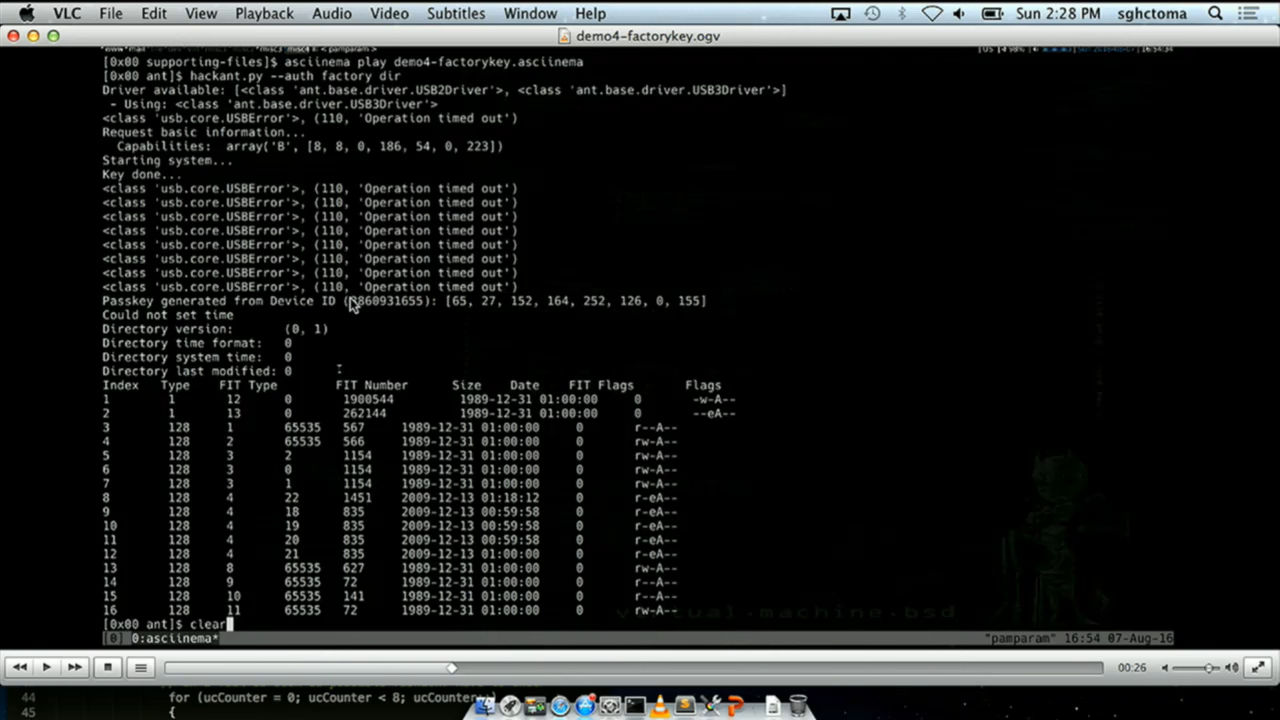 VLC File Edit View Playback Audio Video Subtitles Window Help Sun 2:28 PM sghctoma
demo4-factorykey.ogv
[0x00 supporting-files]$ asciinema play demo4-factorykey.asciinema
[0x00 ant]$ hackant.py --auth factory dir
Driver available: [<class 'ant.base.driver.USB2Driver'>, <class 'ant.base.driver.USB3Driver'>]
- Using: <class 'ant.base.driver.USB3Driver'>
<class 'usb.core.USBError'>, (110, 'Operation timed out')
Request basic information...
Capabilities: array('B', [8, 8, 0, 186, 54, 0, 223])
Starting system...
Key done...
<class 'usb.core.USBError'>, (110, 'Operation timed out')
<class 'usb.core.USBError'>, (110, 'Operation timed out')
<class 'usb.core.USBError'>, (110, 'Operation timed out')
<class 'usb.core.USBError'>, (110, 'Operation timed out')
<class 'usb.core.USBError'>, (110, 'Operation timed out')
<class 'usb.core.USBError'>, (110, 'Operation timed out')
<class 'usb.core.USBError'>, (110, 'Operation timed out')
<class 'usb.core.USBError'>, (110, 'Operation timed out')
Passkey generated from Device ID : [65, 27, 152, 164, 252, 126, 0, 155]
Could not set time
Directory version: (0, 1)
Directory time format: 0
Directory system time: 0
Directory last modified: 0
Index Type FIT Type FIT Number Size Date FIT Flags Flags
1 1 12 0 1900544 1989-12-31 01:00:00 0 -w-A--
2 1 13 0 262144 1989-12-31 01:00:00 0 --eA--
3 128 1 65535 567 1989-12-31 01:00:00 0 r--A--
4 128 2 65535 566 1989-12-31 01:00:00 0 rw-A--
5 128 3 2 1154 1989-12-31 01:00:00 0 rw-A--
6 128 3 0 1154 1989-12-31 01:00:00 0 rw-A--
7 128 3 1 1154 1989-12-31 01:00:00 0 rw-A--
8 128 4 22 1451 2009-12-13 01:18:12 0 r-eA--
9 128 4 18 835 2009-12-13 00:59:58 0 r-eA--
10 128 4 19 835 2009-12-13 00:59:58 0 r-eA--
11 128 4 20 835 2009-12-13 00:59:58 0 r-eA--
12 128 4 21 835 2009-12-13 01:00:00 0 r-eA--
13 128 8 65535 627 1989-12-31 01:00:00 0 rw-A--
14 128 9 65535 72 1989-12-31 01:00:00 0 r--A--
15 128 10 65535 141 1989-12-31 01:00:00 0 r--A--
16 128 11 65535 72 1989-12-31 01:00:00 0 rw-A--
virtual.machine.bsd
[0x00 ant]$ clear
[0] 0:asciinema* "pamparam" 16:54 07-Aug-16
00:26
44 for (ucCounter = 0; ucCounter < 8; ucCounter++)
45 {